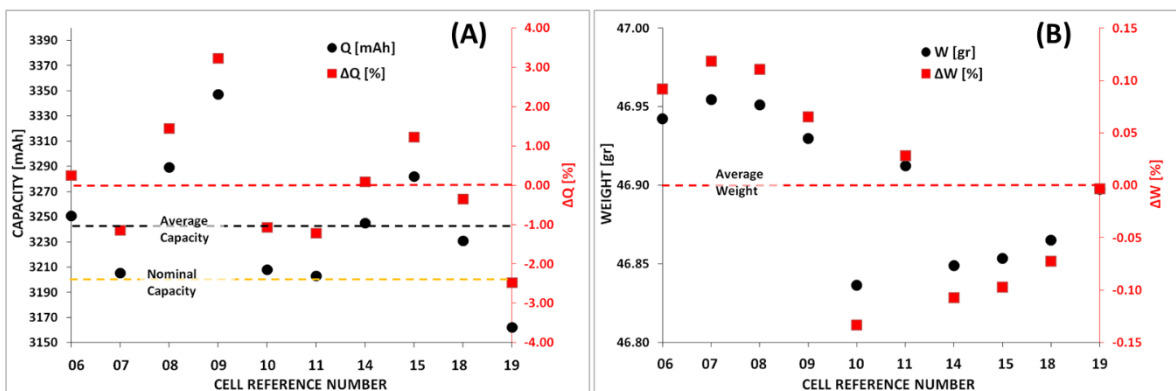 (A)
CAPACITY [mAh]
3390
3370
3350
3330
3310
3290
3270
3250
3230
3210
3190
3170
3150
Q [mAh]
ΔQ [%]
Average
Capacity
Nominal
Capacity
4.00
3.00
2.00
1.00
0.00
-1.00
-2.00
-3.00
-4.00
ΔQ [%]
06 07 08 09 10 11 14 15 18 19
CELL REFERENCE NUMBER
(B)
WEIGHT [gr]
47.00
46.95
46.90
46.85
46.80
W [gr]
ΔW [%]
Average
Weight
0.15
0.10
0.05
0.00
-0.05
-0.10
-0.15
ΔW [%]
06 07 08 09 10 11 14 15 18 19
CELL REFERENCE NUMBER